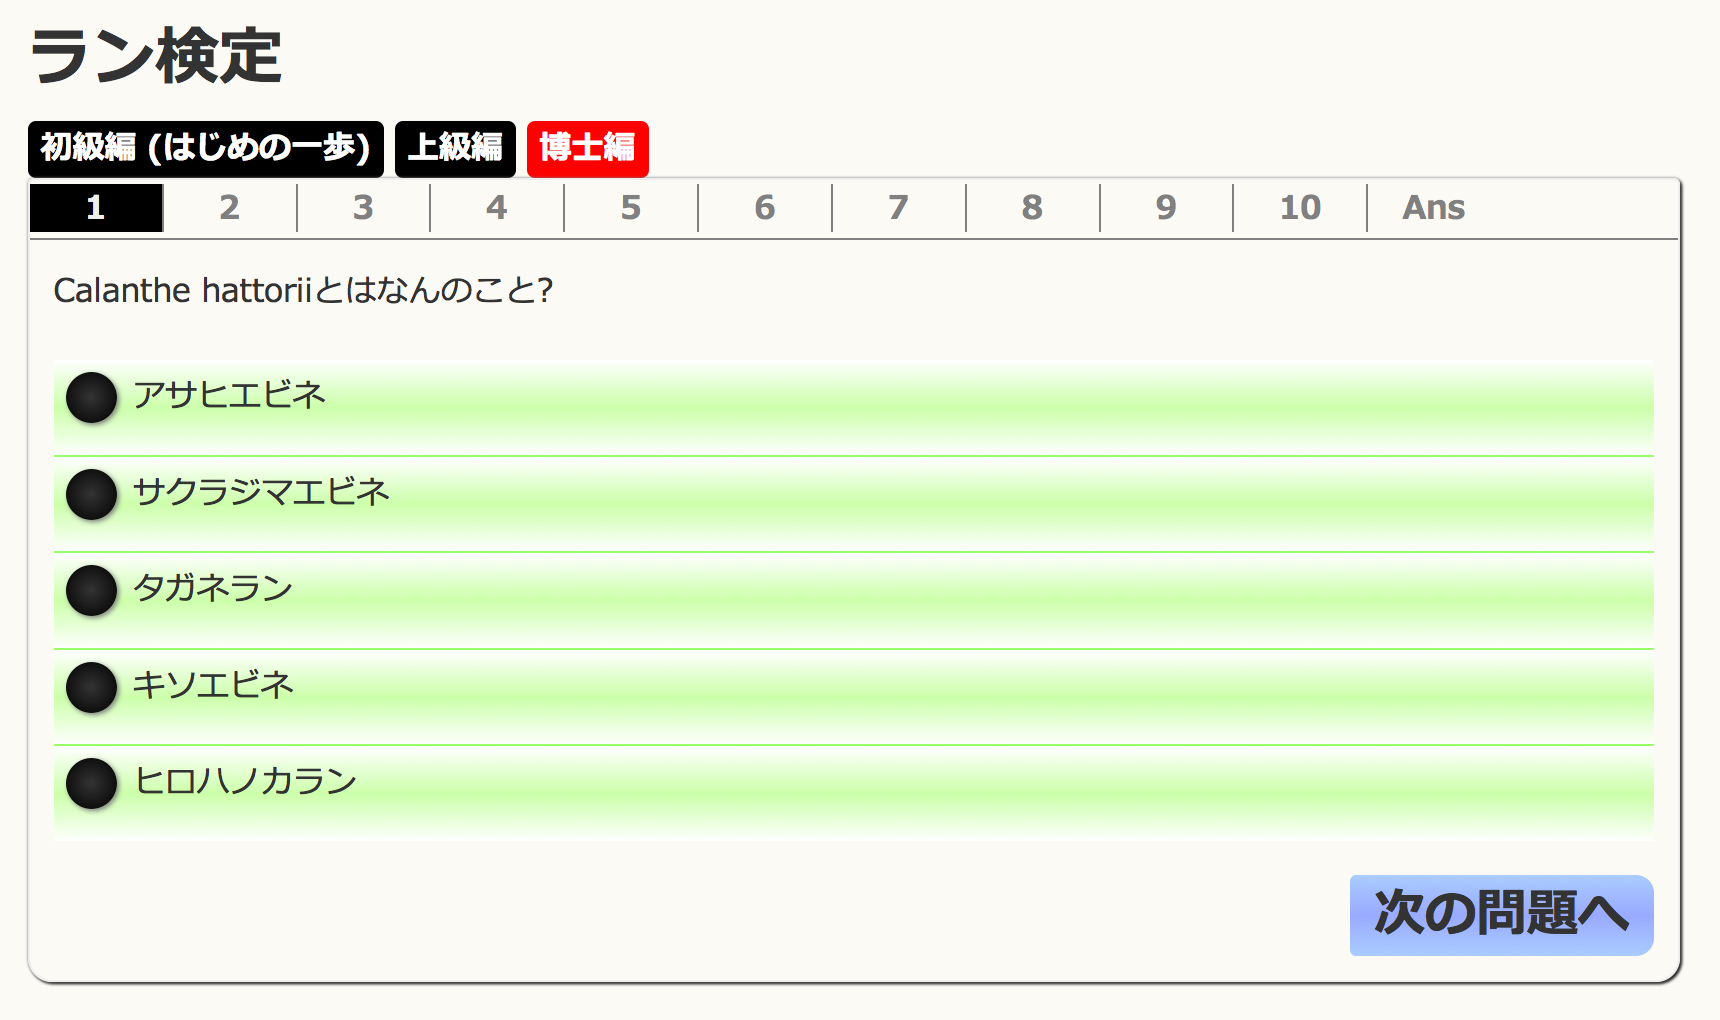 ラン検定
初級編 (はじめの一歩) 上級編 博士編
1 2 3 4 5 6 7 8 9 10 Ans
Calanthe hattoriiとはなんのこと?
アサヒエビネ
サクラジマエビネ
タガネラン
キソエビネ
ヒロハノカラン
次の問題へ